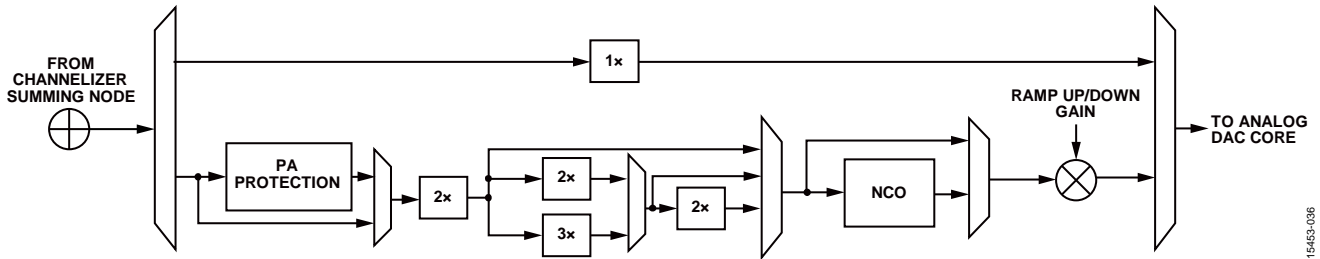 FROM
CHANNELIZER
SUMMING NODE
1×
RAMP UP/DOWN
GAIN
TO ANALOG
DAC CORE
PA
PROTECTION
2×
2×
3×
2×
NCO
15453-036